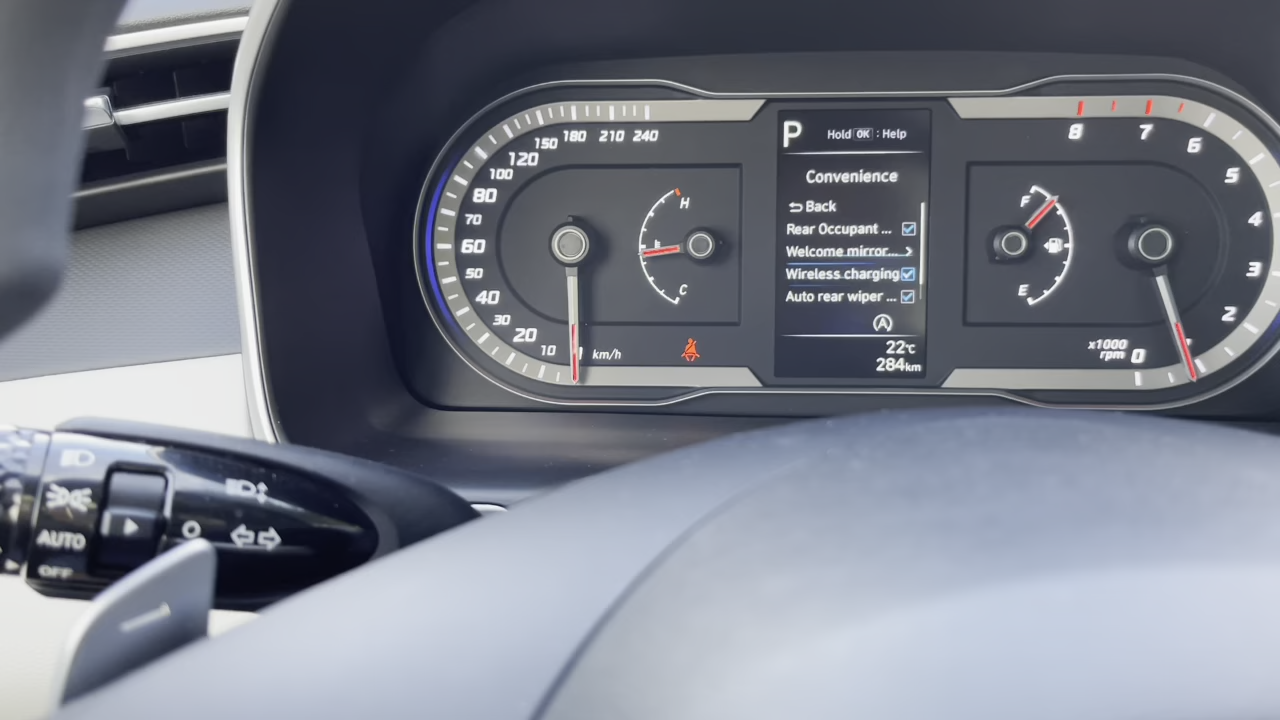 240
210
180
150
120
100
80
70
60
50
40
30
20
10
km/h
H
C
P
Hold OK : Help
Convenience
Back
Rear Occupant ...
Welcome mirror...
Wireless charging
Auto rear wiper ...
A
22℃
284km
F
E
8
7
6
5
4
3
2
x1000
rpm
0
AUTO
OFF